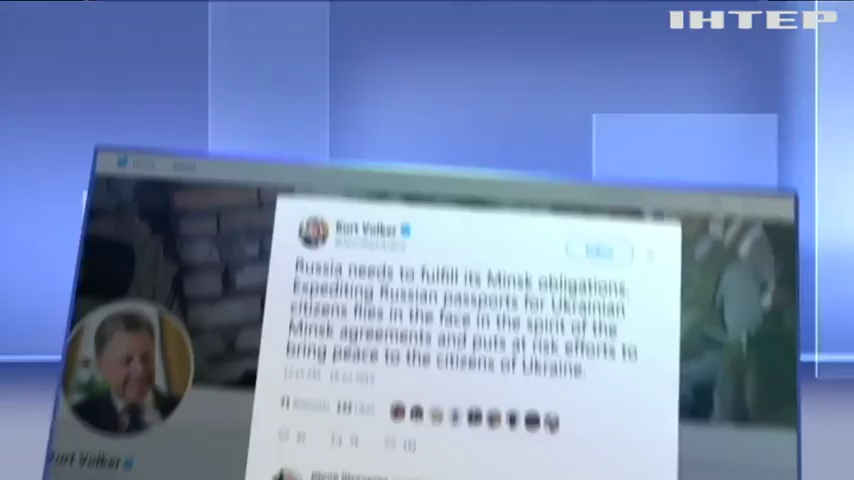 ІНТЕР
Kurt Volker
Russia needs to fulfill its Minsk obligations.
Expediting Russian passports for Ukrainian
citizens flies in the face in the spirit of the
Minsk agreements and puts at risk efforts to
bring peace to the citizens of Ukraine.
Kurt Volker